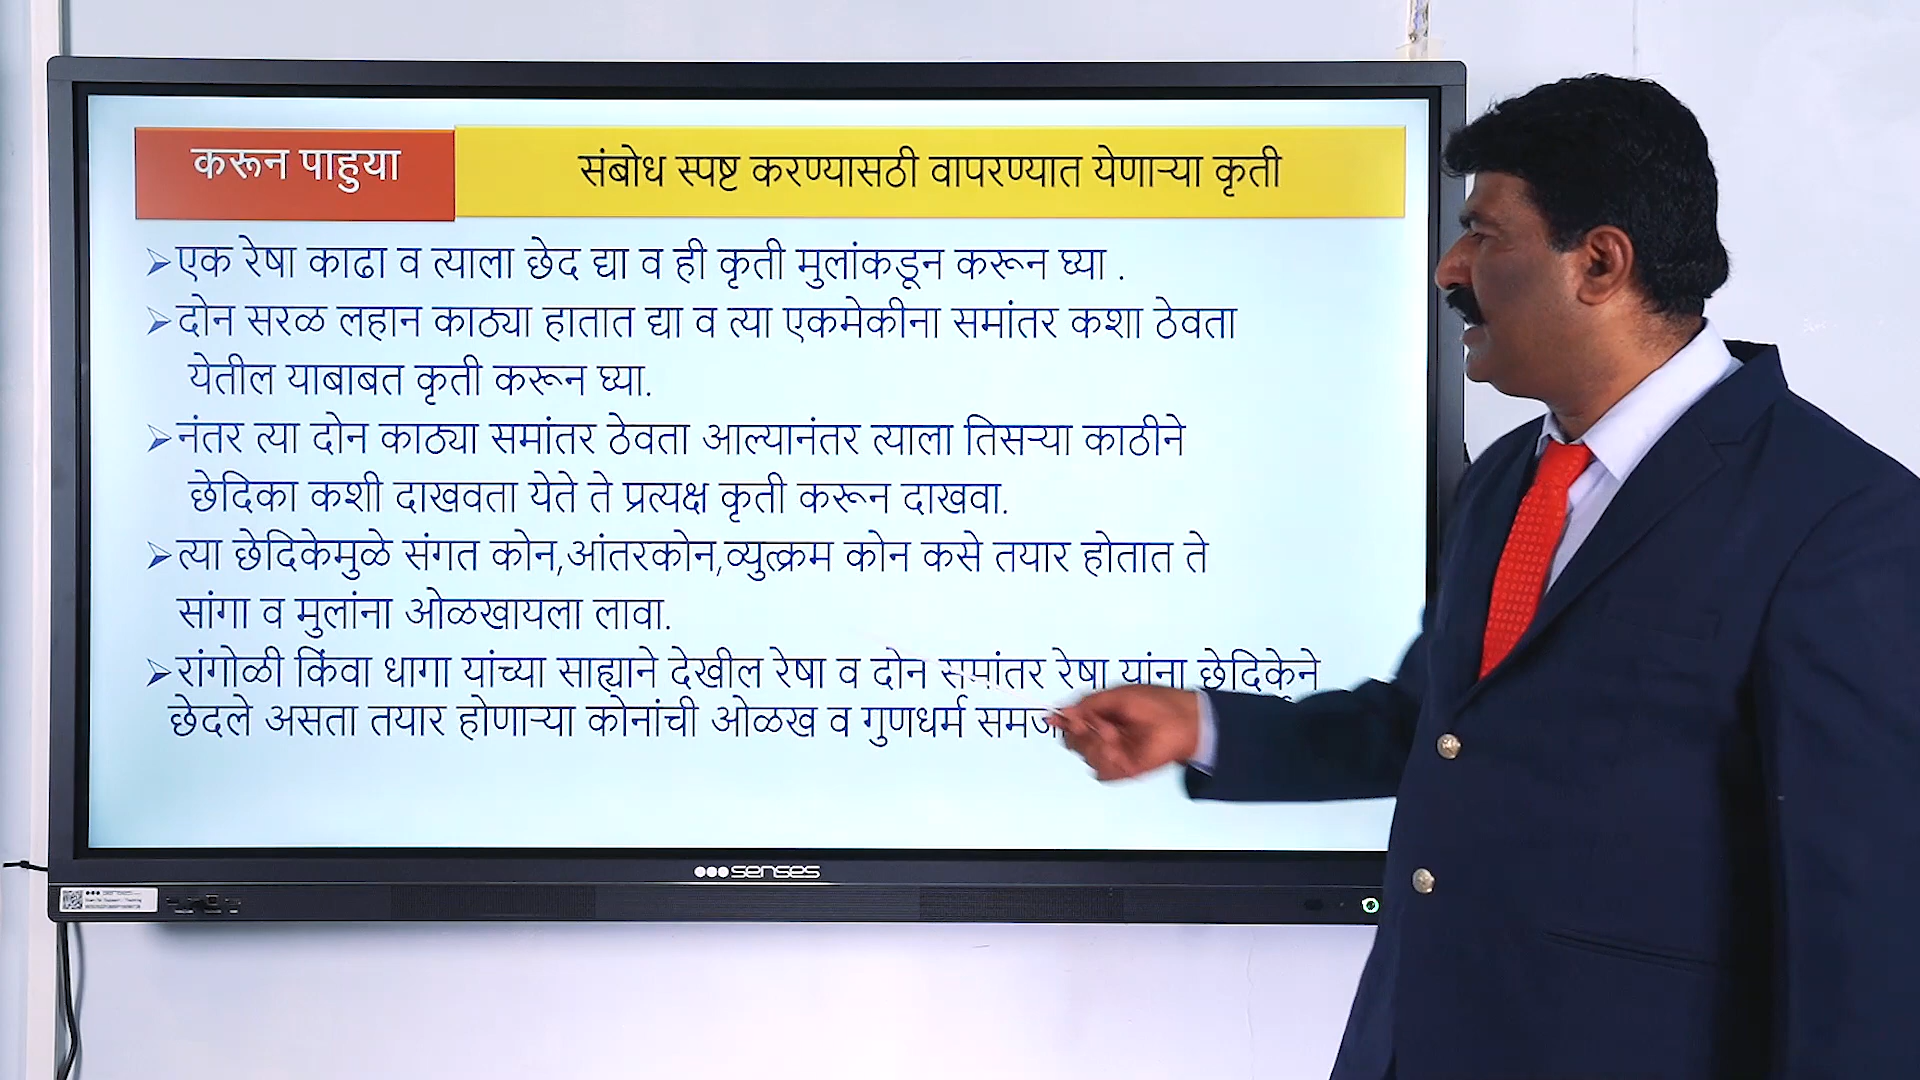 करून पाहुया
संबोध स्पष्ट करण्यासठी वापरण्यात येणाऱ्या कृती
➢एक रेषा काढा व त्याला छेद द्या व ही कृती मुलांकडून करून घ्या .
➢दोन सरळ लहान काठ्या हातात द्या व त्या एकमेकीना समांतर कशा ठेवता
येतील याबाबत कृती करून घ्या.
➢नंतर त्या दोन काठ्या समांतर ठेवता आल्यानंतर त्याला तिसऱ्या काठीने
छेदिका कशी दाखवता येते ते प्रत्यक्ष कृती करून दाखवा.
➢त्या छेदिकेमुळे संगत कोन,आंतरकोन,व्युत्क्रम कोन कसे तयार होतात ते
सांगा व मुलांना ओळखायला लावा.
➢रांगोळी किंवा धागा यांच्या साह्याने देखील रेषा व दोन समांतर रेषा यांना छेदिकेने
छेदले असता तयार होणाऱ्या कोनांची ओळख व गुणधर्म
senses